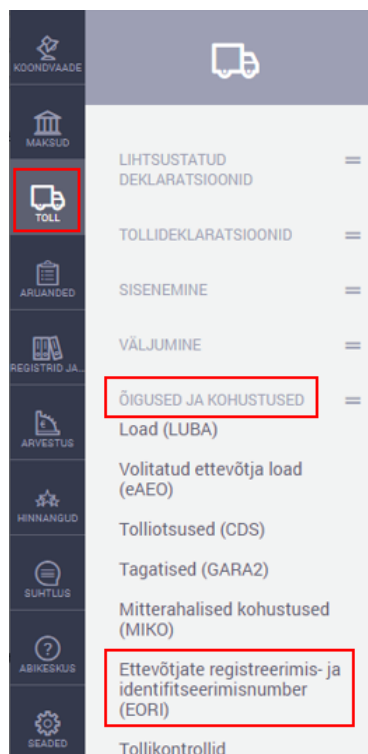 KOONDVAADE
MAKSUD
TOLL
ARUANDED
REGISTRID JA...
ARVESTUS
HINNANGUD
SUHTLUS
ABIKESKUS
SEADED
LIHTSUSTATUD
DEKLARATSIOONID
TOLLIDEKLARATSIOONID
SISENEMINE
VÄLJUMINE
ÕIGUSED JA KOHUSTUSED
Load (LUBA)
Volitatud ettevõtja load
(eAEO)
Tolliotsused (CDS)
Tagatised (GARA2)
Mitterahalised kohustused
(MIKO)
Ettevõtjate registreerimis- ja
identifitseerimisnumber
(EORI)
Tollikontrollid